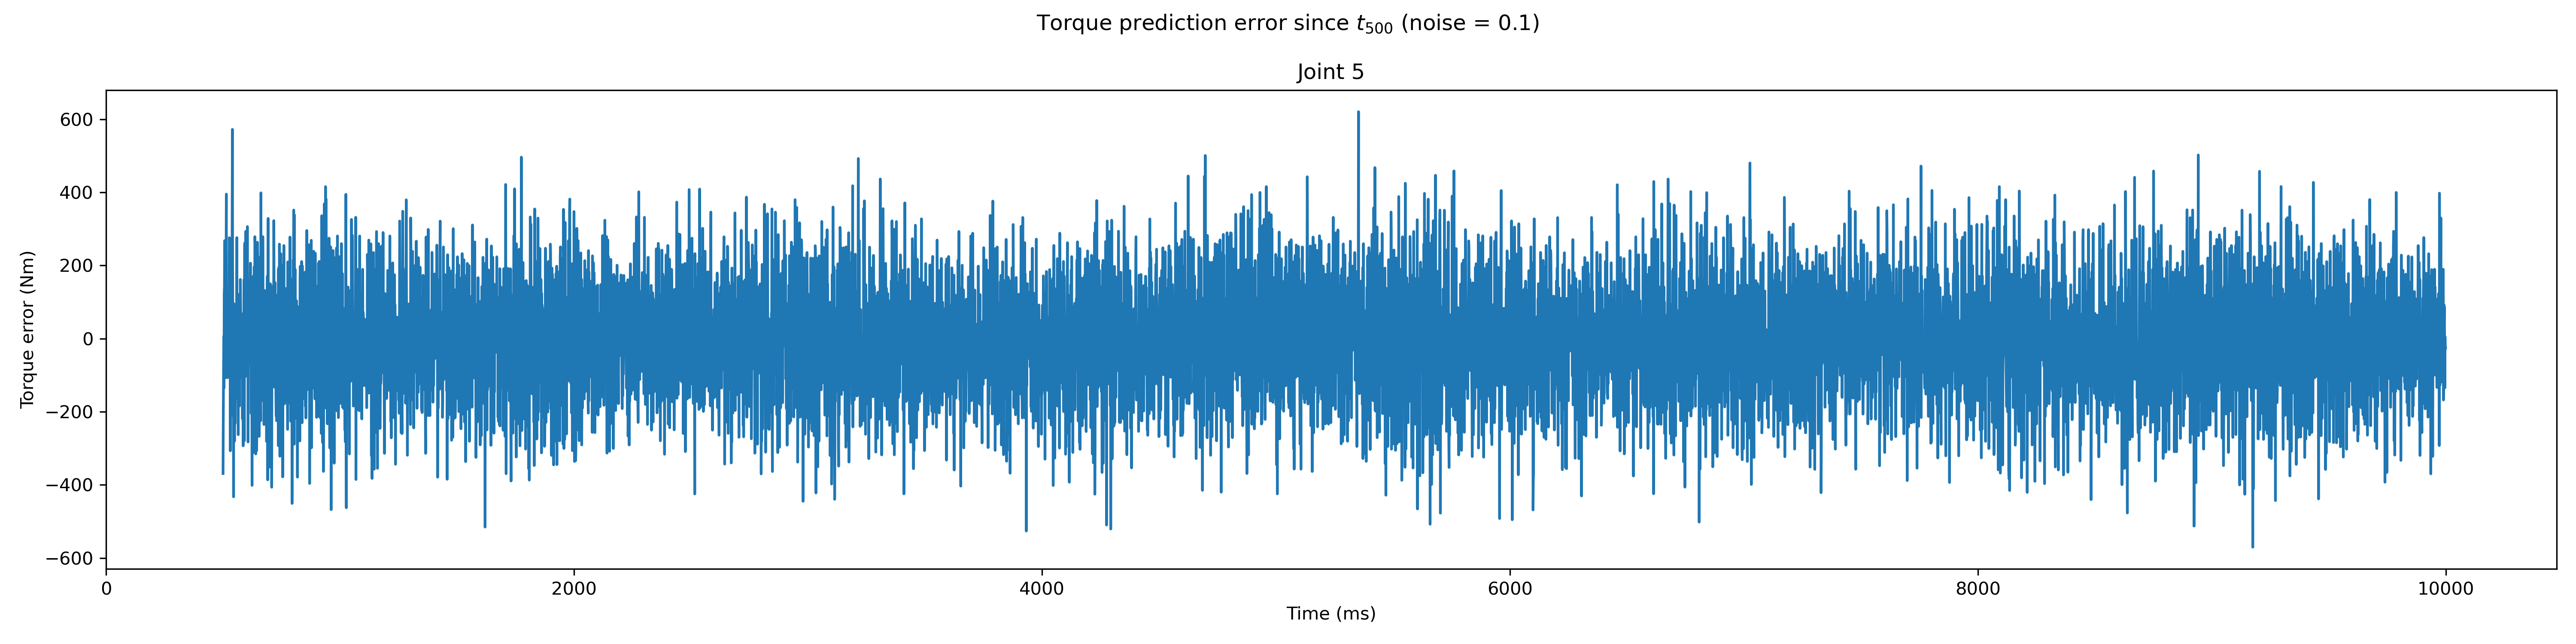 Torque prediction error since t₅₀₀ (noise = 0.1)
Joint 5
Torque error (Nm)
600
400
200
0
−200
−400
−600
0 2000 4000 6000 8000 10000
Time (ms)